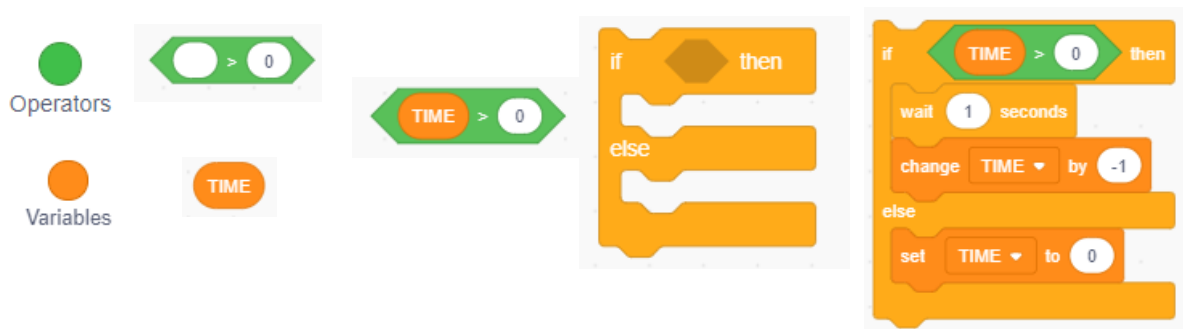 Operators
> 0
Variables
TIME
TIME > 0
if then
else
if TIME > 0 then
wait 1 seconds
change TIME by -1
else
set TIME to 0